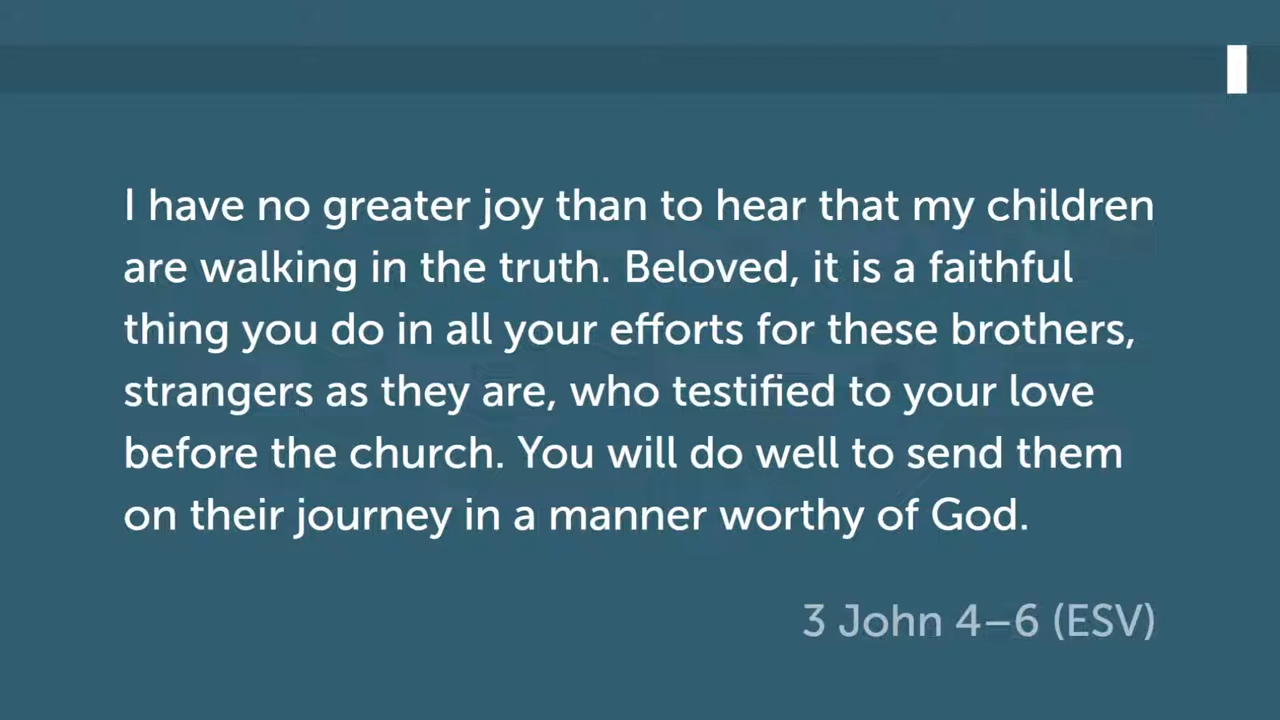 I have no greater joy than to hear that my children
are walking in the truth. Beloved, it is a faithful
thing you do in all your efforts for these brothers,
strangers as they are, who testified to your love
before the church. You will do well to send them
on their journey in a manner worthy of God.
3 John 4–6 (ESV)